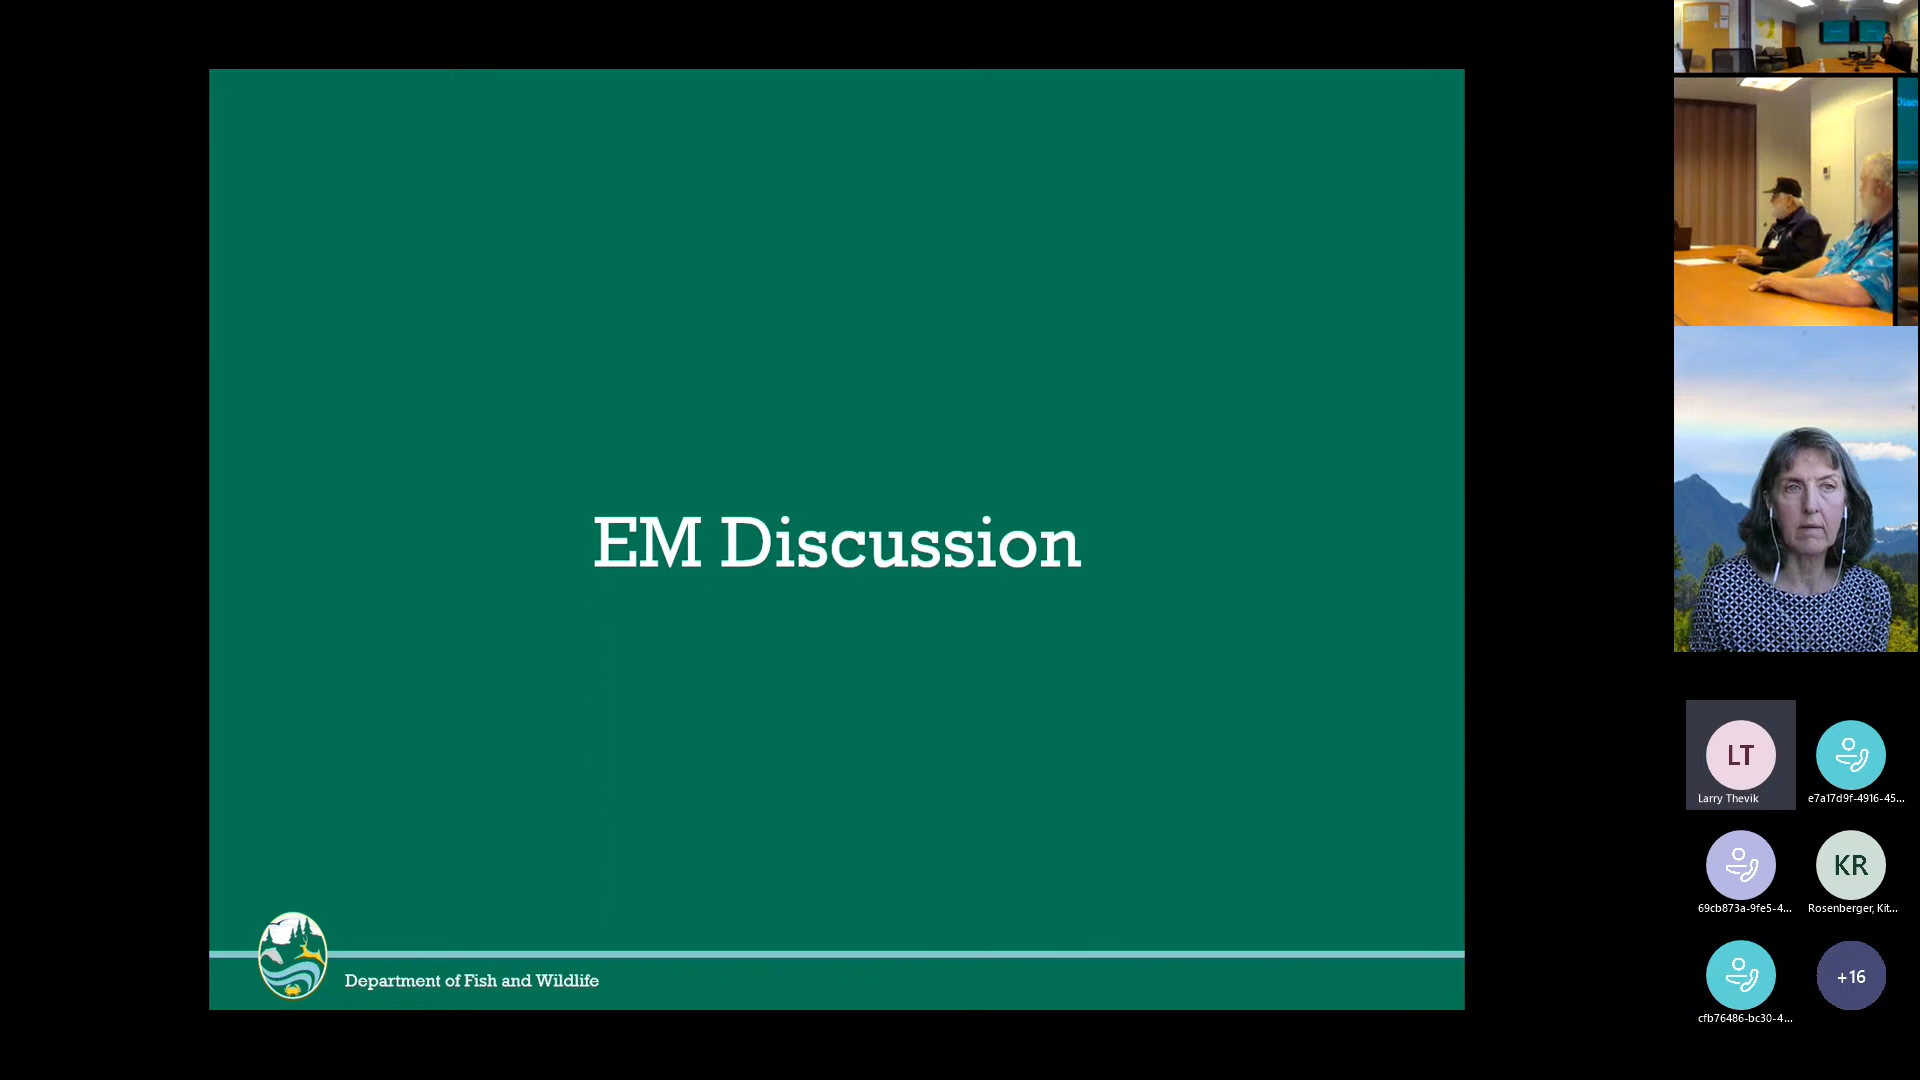 EM Discussion
Department of Fish and Wildlife
Discu
LT
Larry Thevik
e7a17d9f-4916-45...
69cb873a-9fe5-4...
KR
Rosenberger, Kit...
cfb76486-bc30-4...
+16